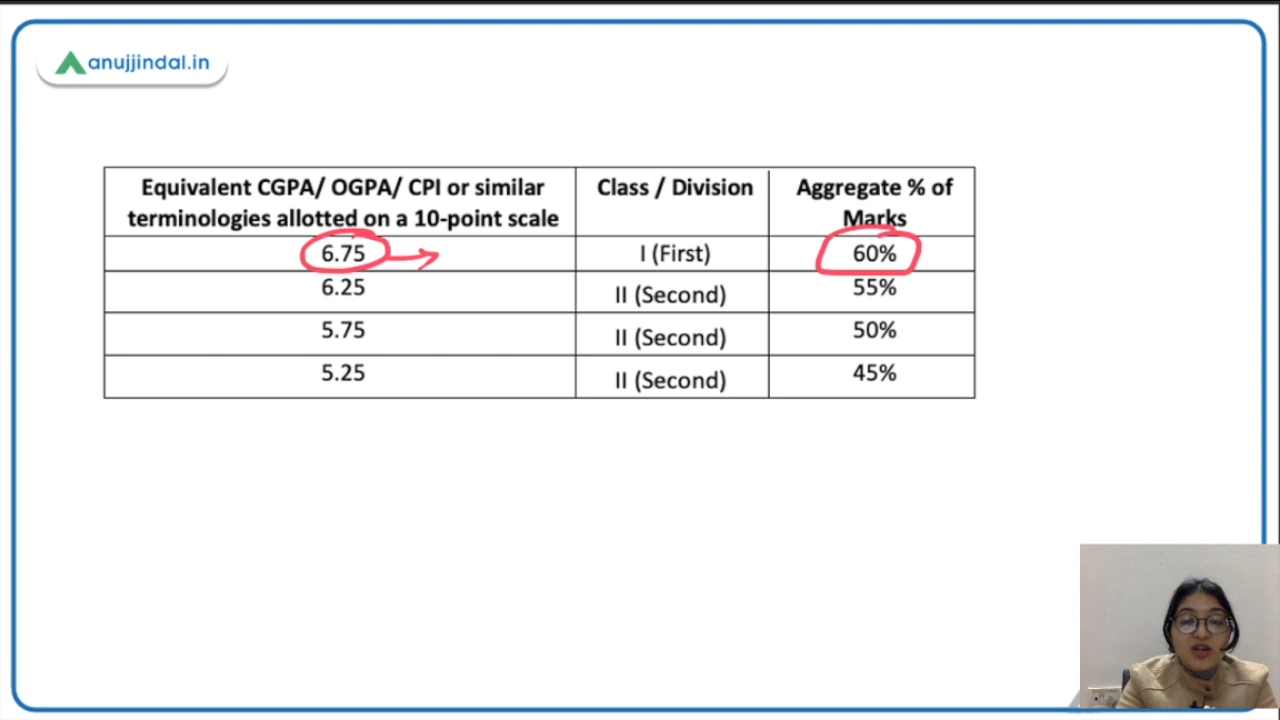 anujjindal.in
Equivalent CGPA/ OGPA/ CPI or similar
terminologies allotted on a 10-point scale
Class / Division
Aggregate % of
Marks
6.75 I (First) 60%
6.25 II (Second) 55%
5.75 II (Second) 50%
5.25 II (Second) 45%